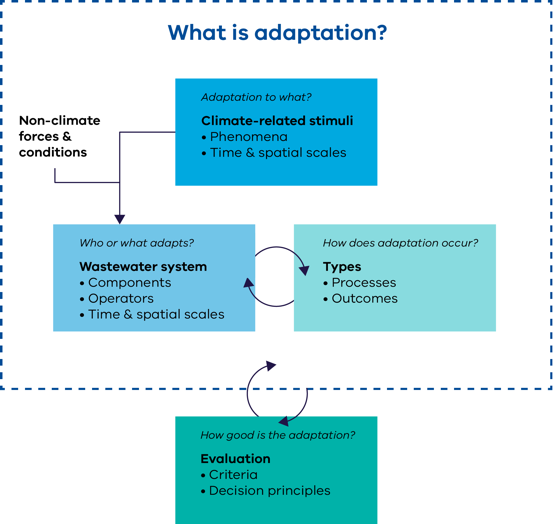 What is adaptation?
Adaptation to what?
Climate-related stimuli
• Phenomena
• Time & spatial scales
Non-climate
forces &
conditions
Who or what adapts?
Wastewater system
• Components
• Operators
• Time & spatial scales
How does adaptation occur?
Types
• Processes
• Outcomes
How good is the adaptation?
Evaluation
• Criteria
• Decision principles